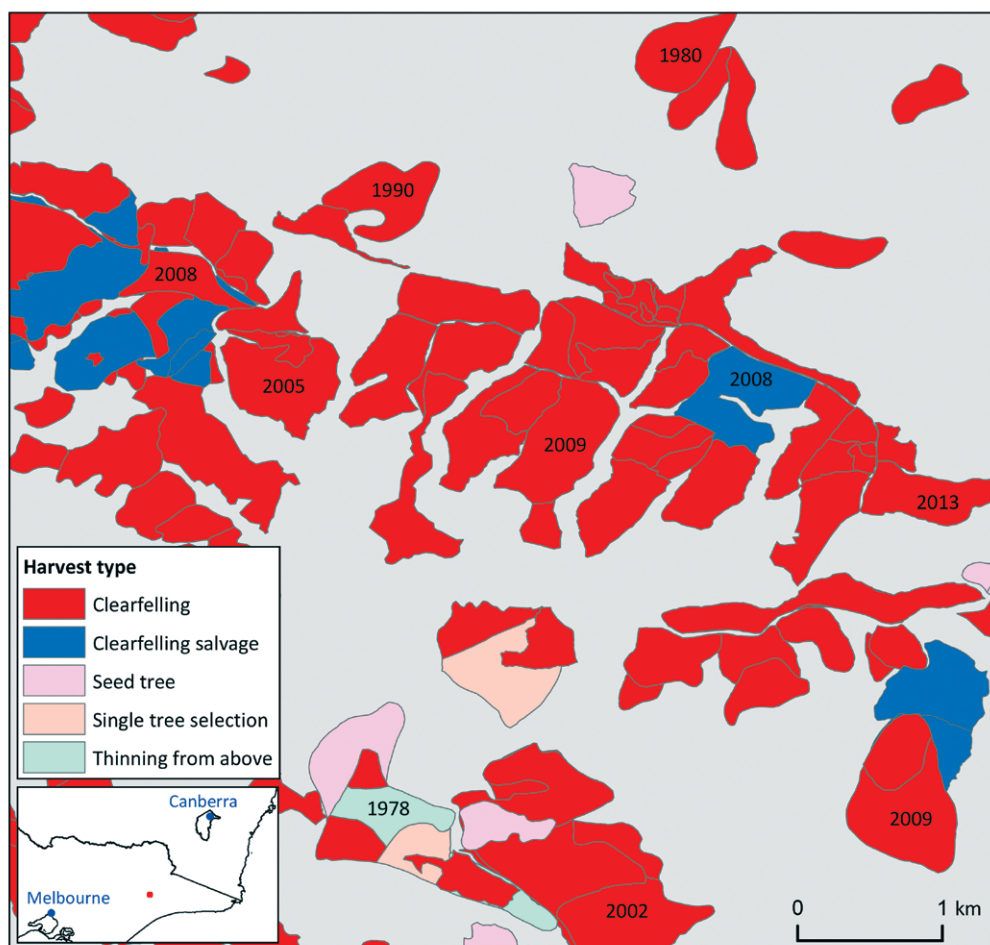 1980
1990
2008
2005
2008
2009
2013
Harvest type
Clearfelling
Clearfelling salvage
Seed tree
Single tree selection
Thinning from above
1978
2009
2002
Canberra
Melbourne
0 1 km